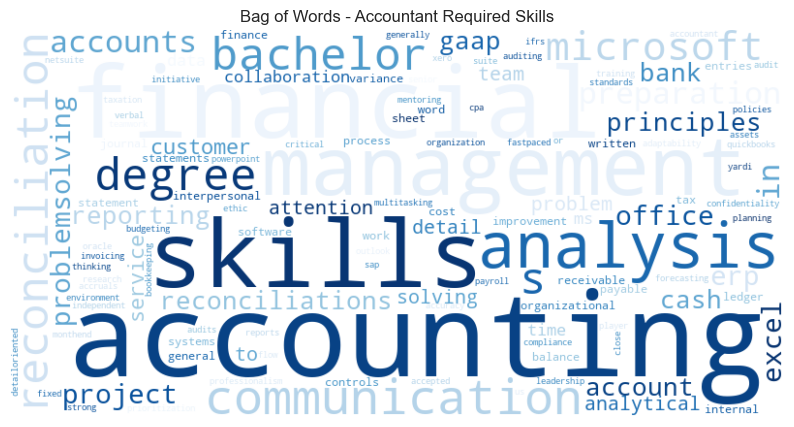 Bag of Words - Accountant Required Skills
accounts
netsuite
bachelor
finance
generally
gaap
ifrs
accountant
microsoft
xero
auditing
suite
entries
audit
data
collaboration
variance
team
bank
training
standards
initiative
financial
mentoring
cpa
word
preparation
reconciliation
taxation
verbal
sheet
principles
policies
assets
journal
customer
critical
process
organization
fastpaced
or
written
adaptability
quickbooks
statements
powerpoint
problemsolving
degree
management
yardi
in
interpersonal
multitasking
tax
confidentiality
statement
ethic
attention
cost
problem
office
planning
reporting
detail
improvement
ms
budgeting
software
skills
analysis
oracle
invoicing
thinking
service
bookkeeping
work
sap
s
erp
research
accruals
payroll
receivable
forecasting
environment
independent
reconciliations
solving
payable
cash
ledger
organizational
accounting
excel
detailoriented
monthend
audits
reports
time
systems
to
compliance
close
player
general
flow
balance
fixed
project
professionalism
controls
accepted
leadership
account
strong
communication
analytical
internal